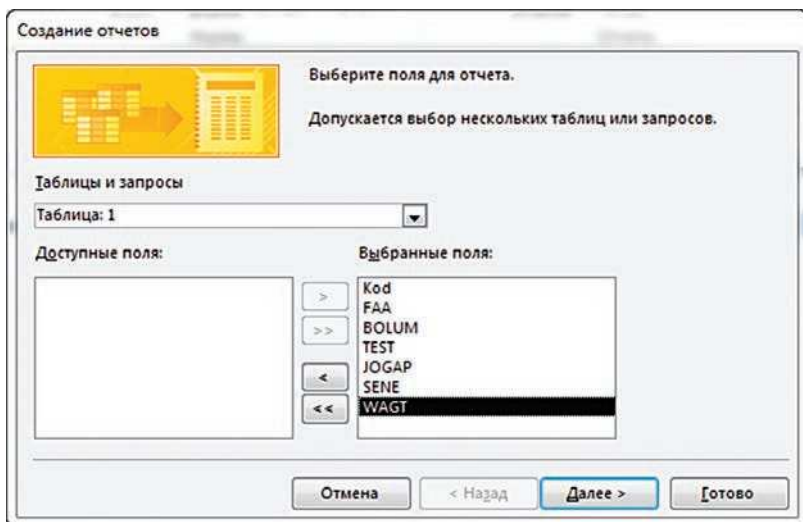 Создание отчетов
Выберите поля для отчета.
Допускается выбор нескольких таблиц или запросов.
Таблицы и запросы
Таблица: 1
Доступные поля:
Выбранные поля:
>
>>
<
<<
Kod
FAA
BOLUM
TEST
JOGAP
SENE
WAGT
Отмена
< Назад
Далее >
Готово